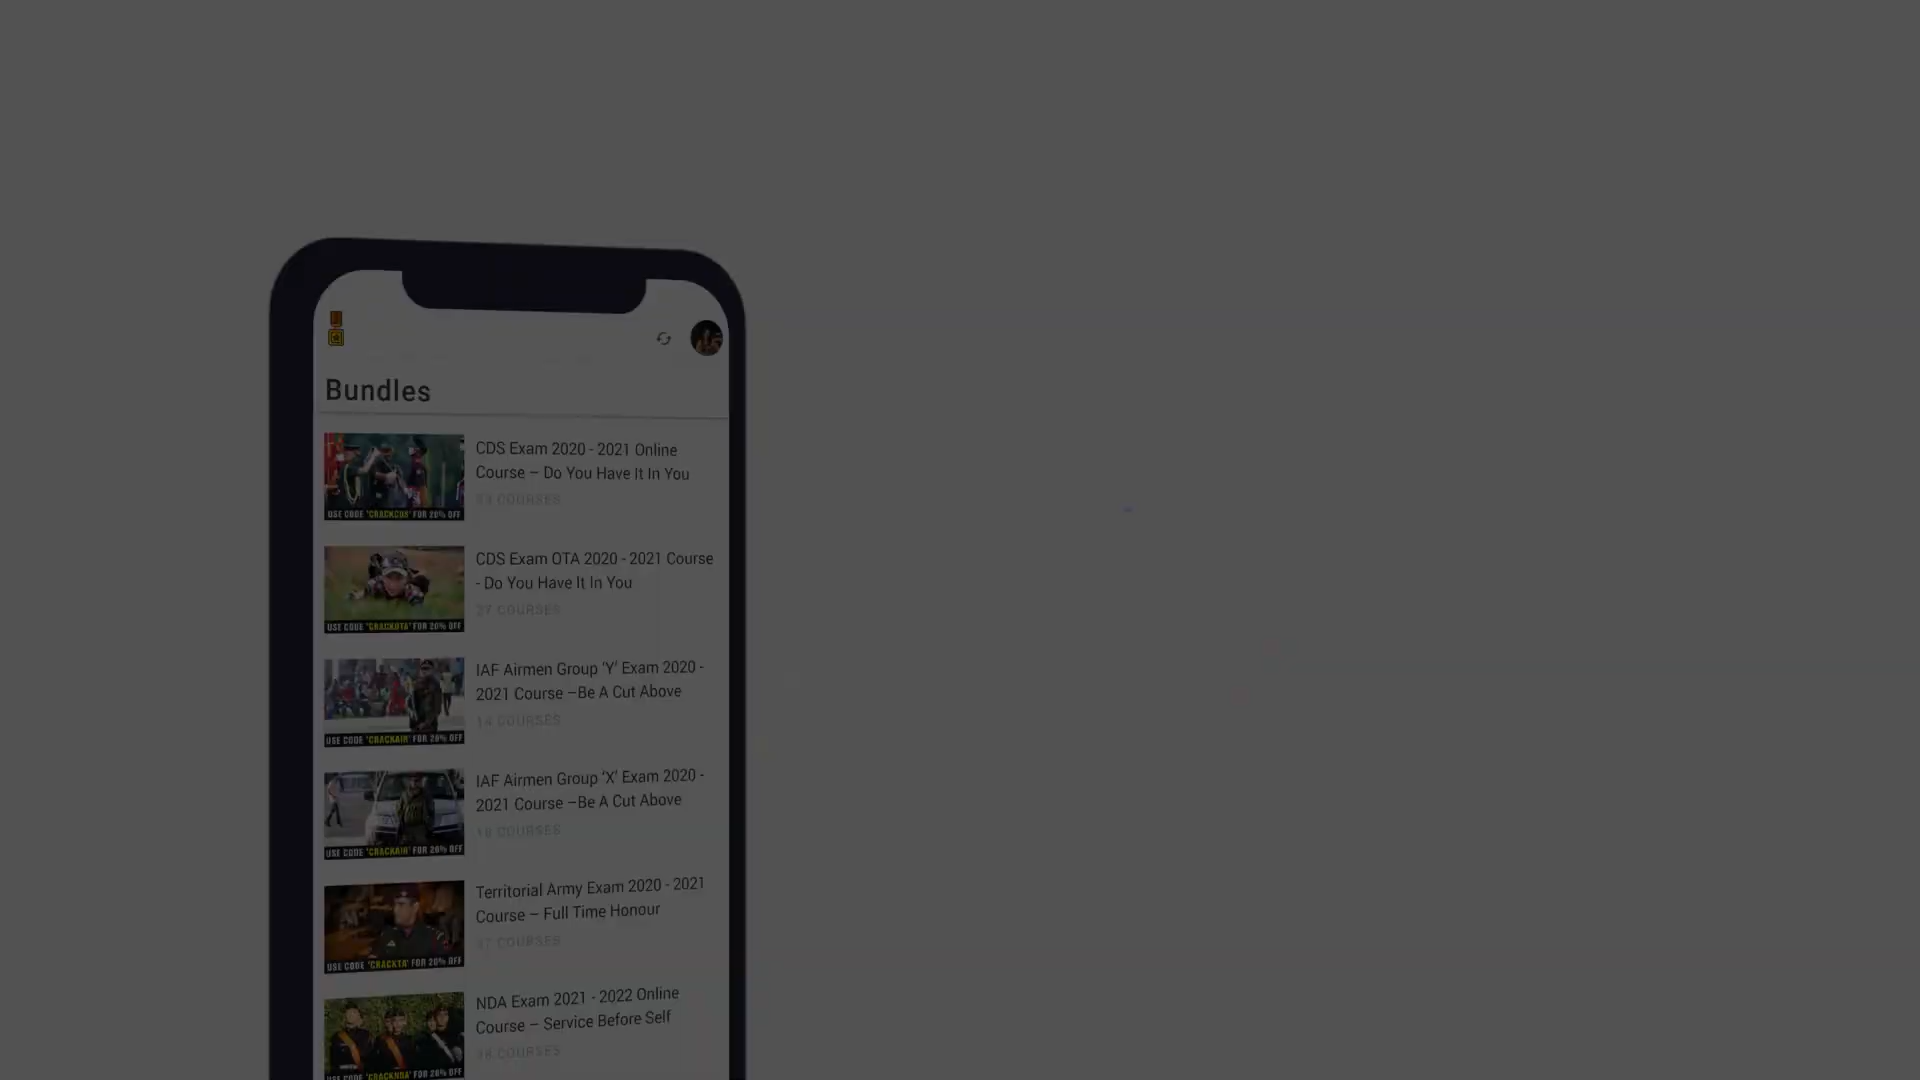 Bundles
CDS Exam 2020 - 2021 Online
Course – Do You Have It In You
COURSES
USE CODE 'CRACKCDS' FOR 20% OFF
CDS Exam OTA 2020 - 2021 Course
- Do You Have It In You
27 COURSES
USE CODE 'CRACKOTA' FOR 20% OFF
IAF Airmen Group ‘Y’ Exam 2020 -
2021 Course –Be A Cut Above
14 COURSES
USE CODE 'CRACKAIR' FOR 20% OFF
IAF Airmen Group ‘X’ Exam 2020 -
2021 Course –Be A Cut Above
COURSES
USE CODE 'CRACKAIR' FOR 20% OFF
Territorial Army Exam 2020 - 2021
Course – Full Time Honour
COURSES
USE CODE 'CRACKTA' FOR 20% OFF
NDA Exam 2021 - 2022 Online
Course – Service Before Self
COURSES
USE CODE 'CRACKNDA' FOR 20% OFF